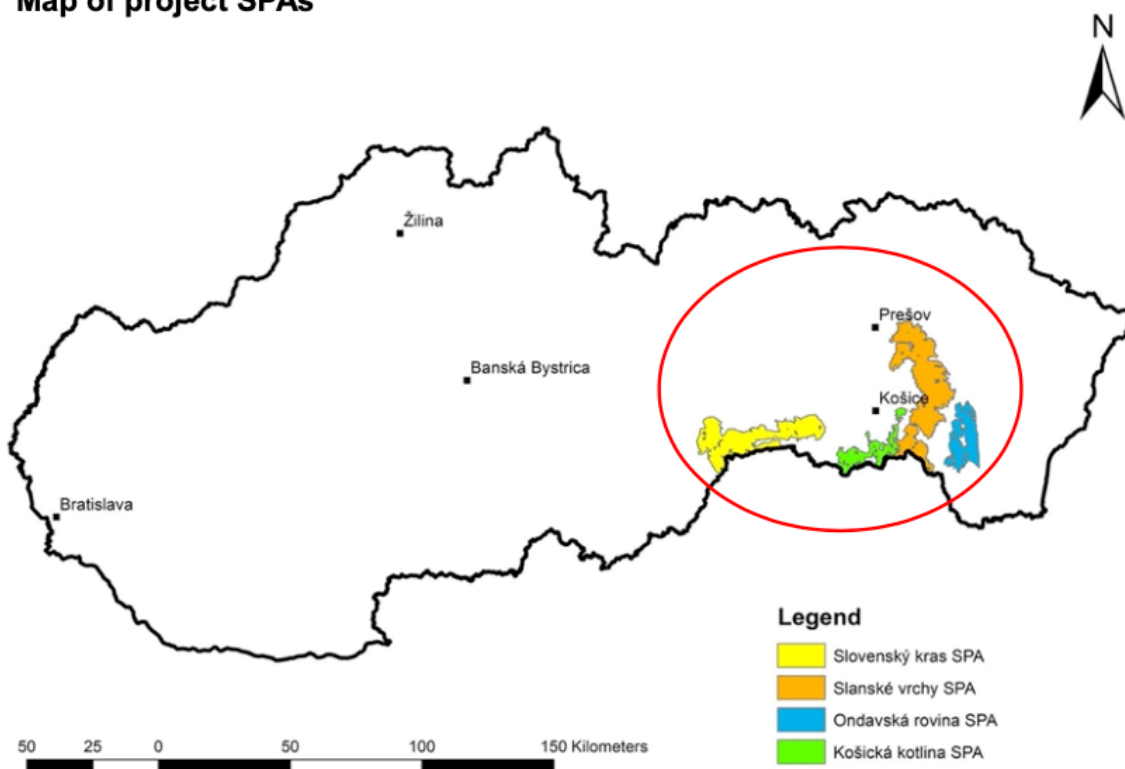 Map of project SPAs
N
Žilina
Prešov
Banská Bystrica
Košice
Bratislava
Legend
Slovenský kras SPA
Slanské vrchy SPA
Ondavská rovina SPA
Košická kotlina SPA
50 25 0 50 100 150 Kilometers